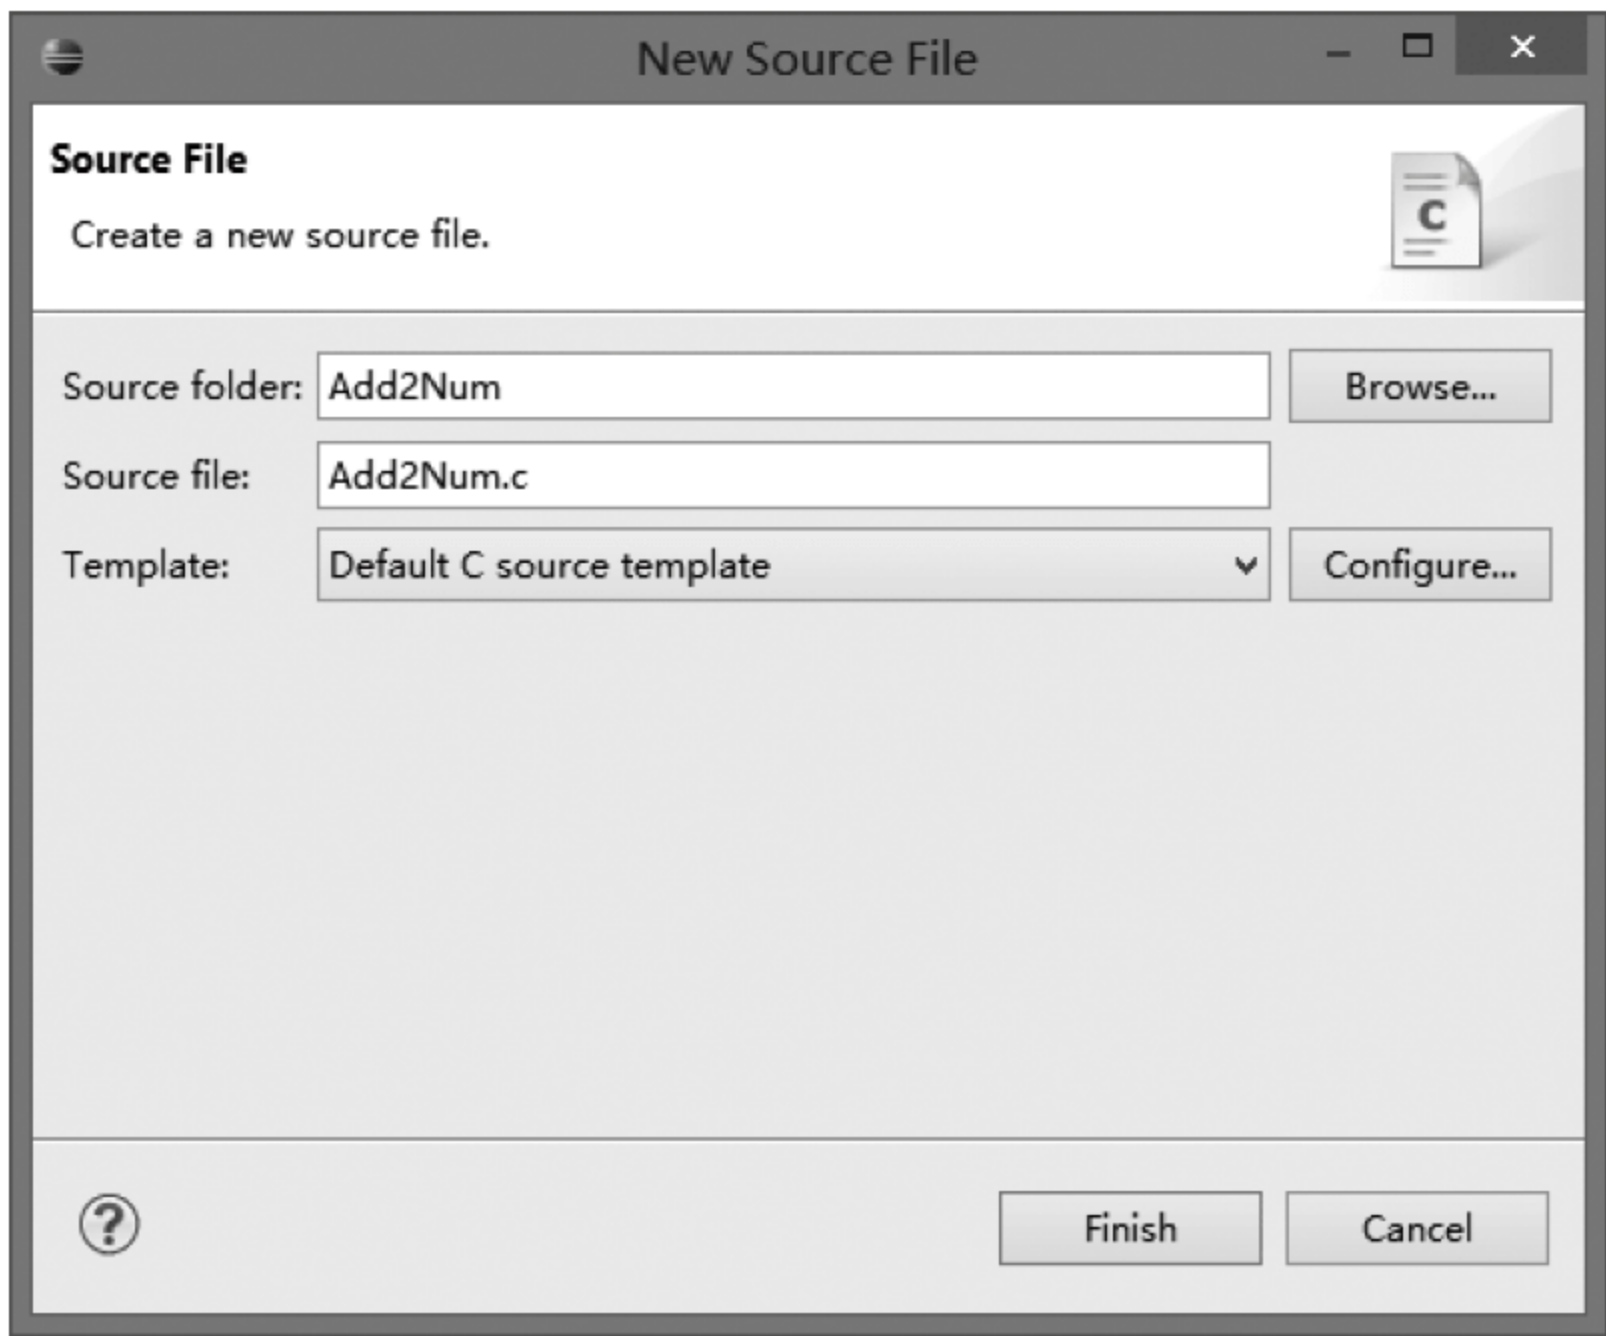 New Source File
Source File
Create a new source file.
C
Source folder: Add2Num Browse...
Source file: Add2Num.c
Template: Default C source template Configure...
? Finish Cancel